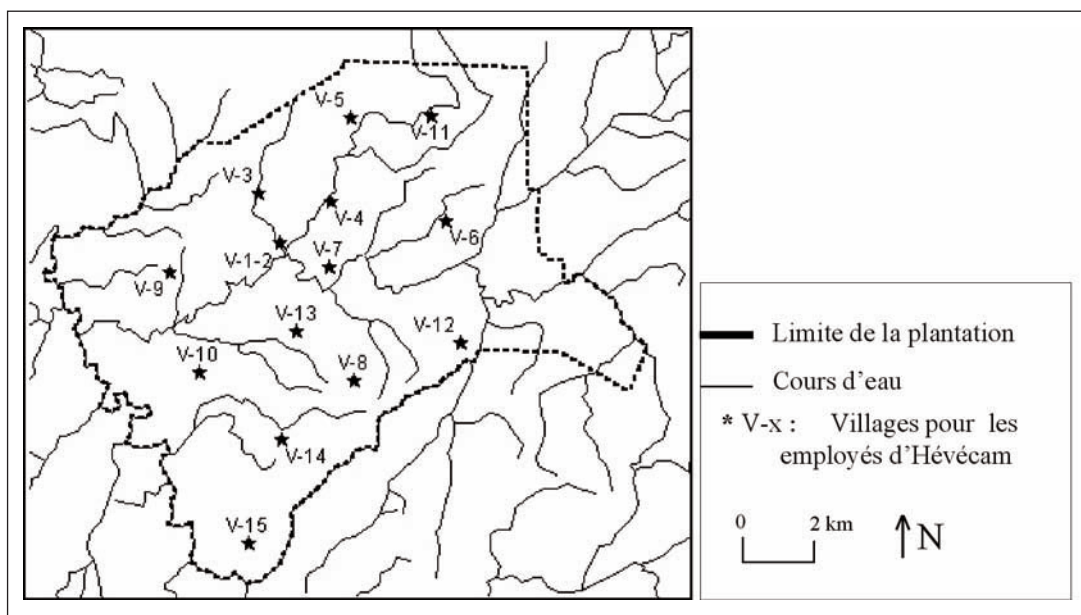 V-5
V-11
V-3
V-4
V-6
V-1-2
V-7
V-9
V-13
V-12
V-10
V-8
V-14
V-15
Limite de la plantation
Cours d'eau
* V-x : Villages pour les
employés d'Hévécam
0 2 km
N